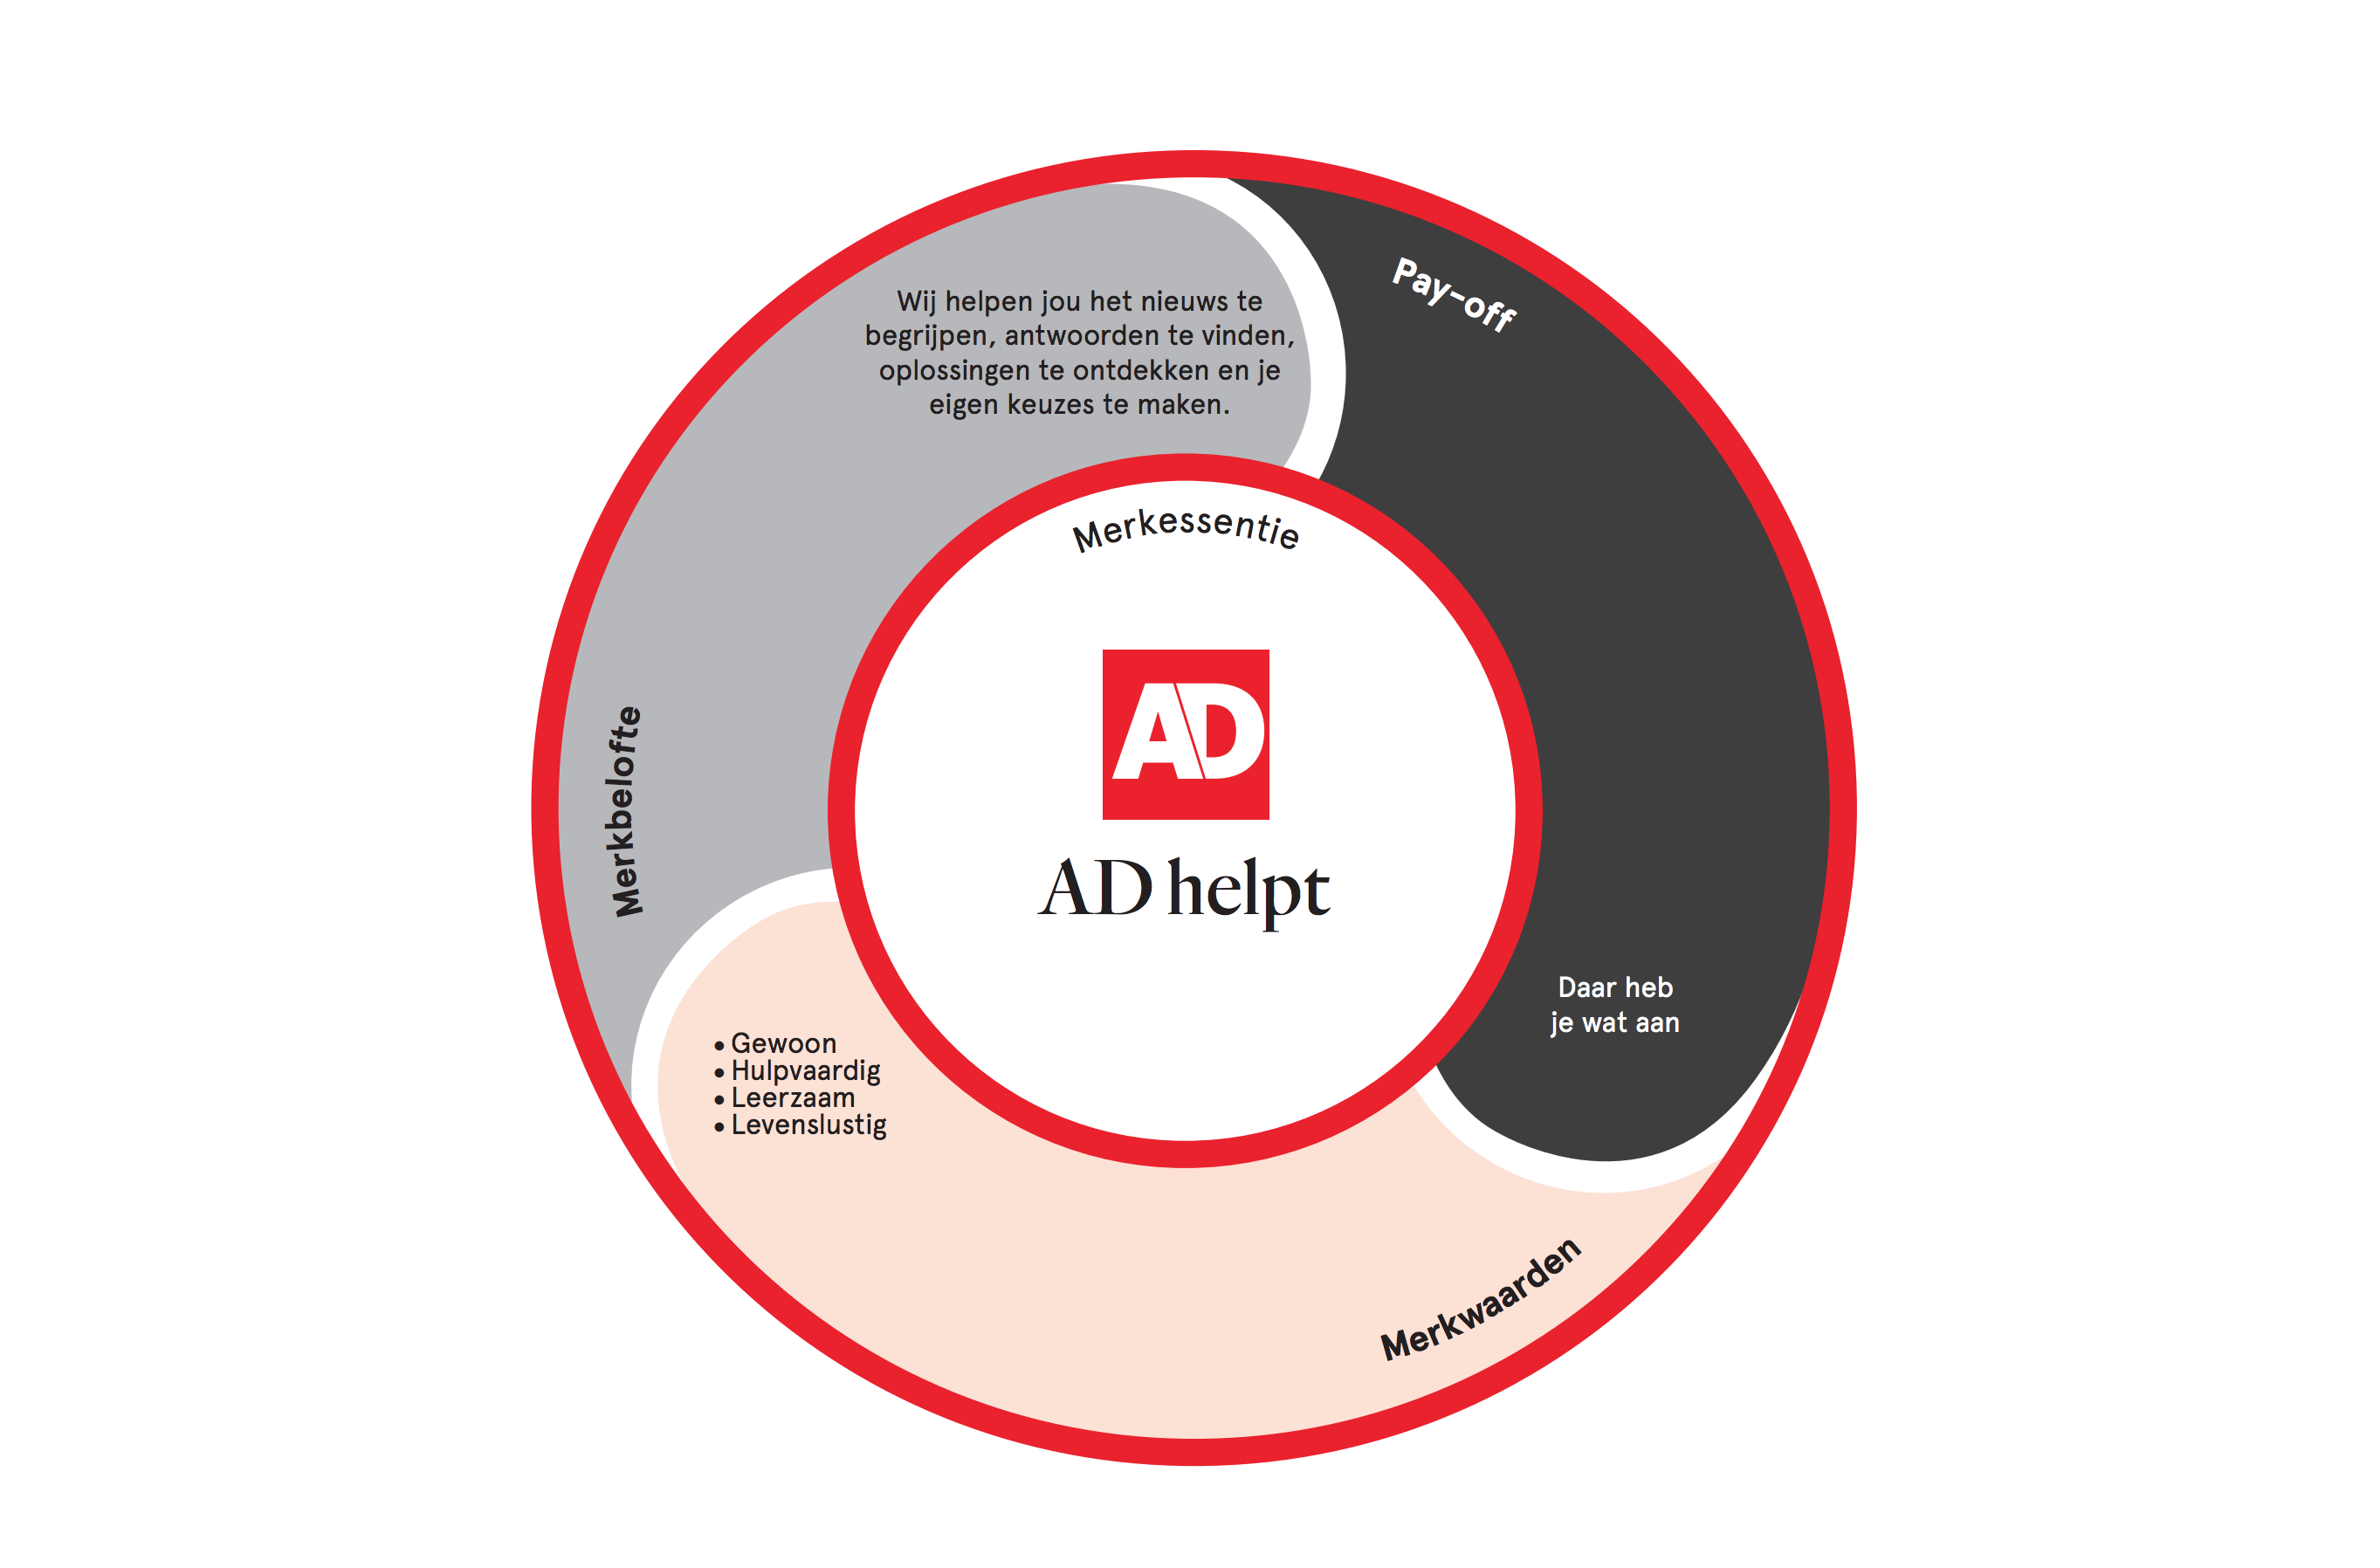 Wij helpen jou het nieuws te
begrijpen, antwoorden te vinden,
oplossingen te ontdekken en je
eigen keuzes te maken.
Merkbelofte
Pay-off
Daar heb
je wat aan
Merkessentie
AD
AD helpt
• Gewoon
• Hulpvaardig
• Leerzaam
• Levenslustig
Merkwaarden